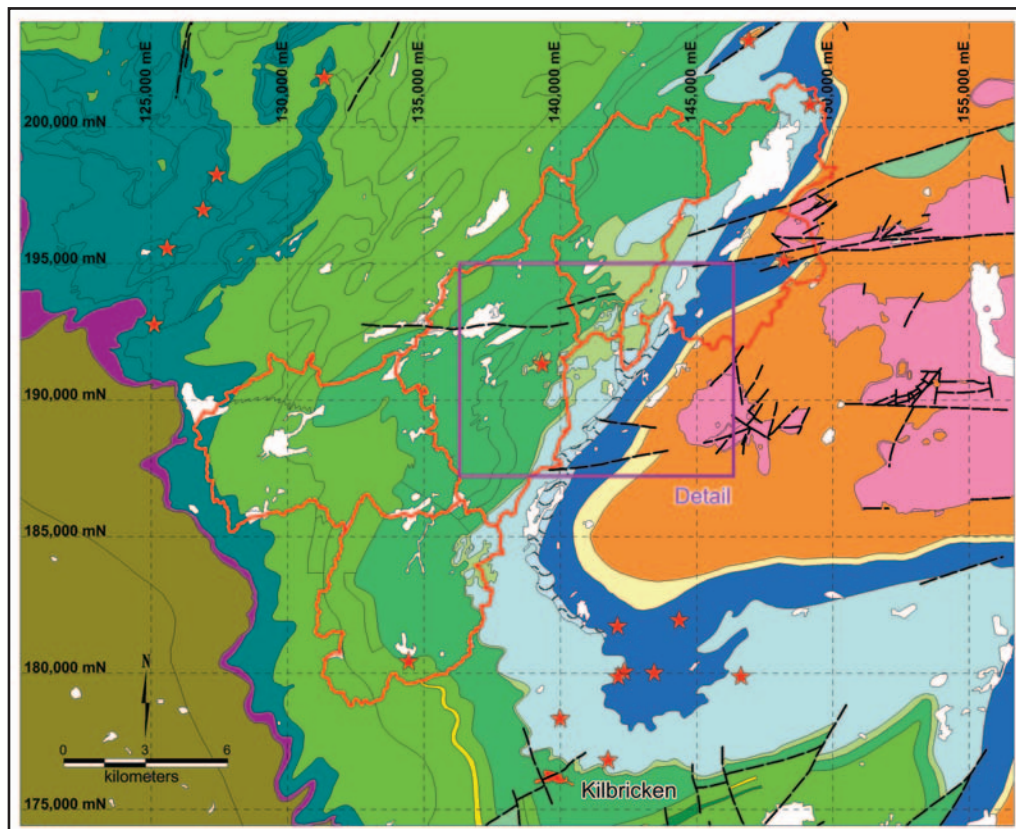 125,000 mE
130,000 mE
135,000 mE
140,000 mE
145,000 mE
150,000 mE
155,000 mE
200,000 mN
195,000 mN
190,000 mN
Detail
185,000 mN
180,000 mN
N
0 3 6
kilometers
Kilbricken
175,000 mN